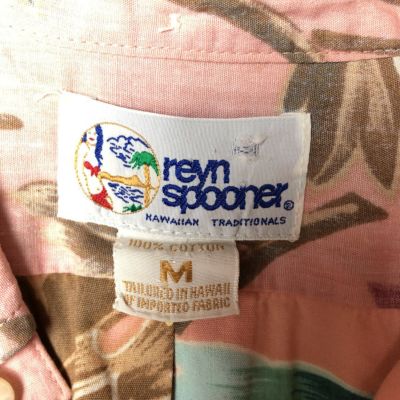 reyn
spooner®
HAWAIIAN TRADITIONALS
100% COTTON
M
TAILORED IN HAWAII
OF IMPORTED FABRIC